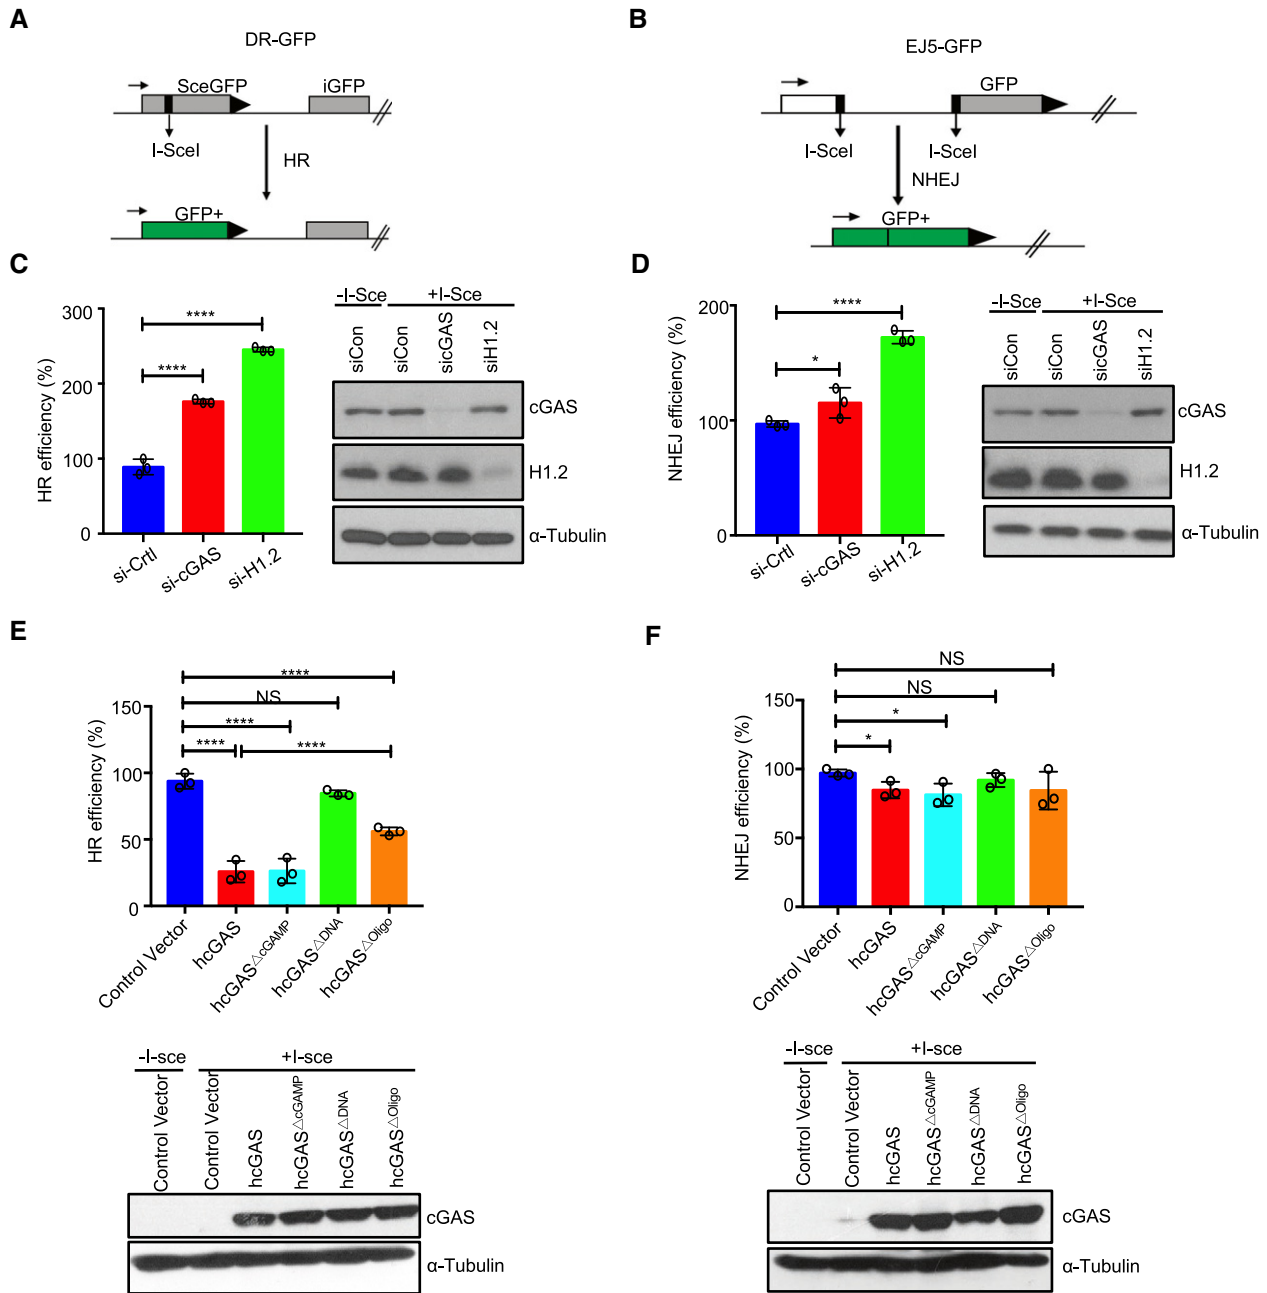 A
DR-GFP
SceGFP
iGFP
I-SceI
HR
GFP+
B
EJ5-GFP
GFP
I-SceI
I-SceI
NHEJ
GFP+
C
HR efficiency (%)
300
200
100
0
****
****
si-Crtl
si-cGAS
si-H1.2
-I-Sce
+I-Sce
siCon
siCon
sicGAS
siH1.2
cGAS
H1.2
α-Tubulin
D
NHEJ efficiency (%)
200
100
0
****
*
si-Crtl
si-cGAS
si-H1.2
-I-Sce
+I-Sce
siCon
siCon
sicGAS
siH1.2
cGAS
H1.2
α-Tubulin
E
HR efficiency (%)
150
100
50
0
****
NS
****
****
****
Control Vector
hcGAS
hcGAS△cGAMP
hcGAS△DNA
hcGAS△Oligo
-I-sce
+I-sce
Control Vector
Control Vector
hcGAS
hcGAS△cGAMP
hcGAS△DNA
hcGAS△Oligo
cGAS
α-Tubulin
F
NHEJ efficiency (%)
150
100
50
0
NS
NS
*
*
Control Vector
hcGAS
hcGAS△cGAMP
hcGAS△DNA
hcGAS△Oligo
-I-sce
+I-sce
Control Vector
Control Vector
hcGAS
hcGAS△cGAMP
hcGAS△DNA
hcGAS△Oligo
cGAS
α-Tubulin